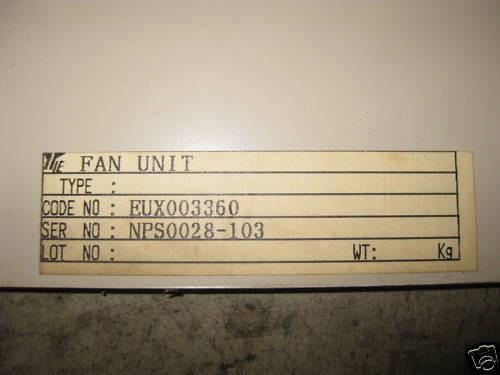 FAN UNIT
TYPE :
CODE NO : EUX003360
SER NO : NPS0028-103
LOT NO : WT: Kg